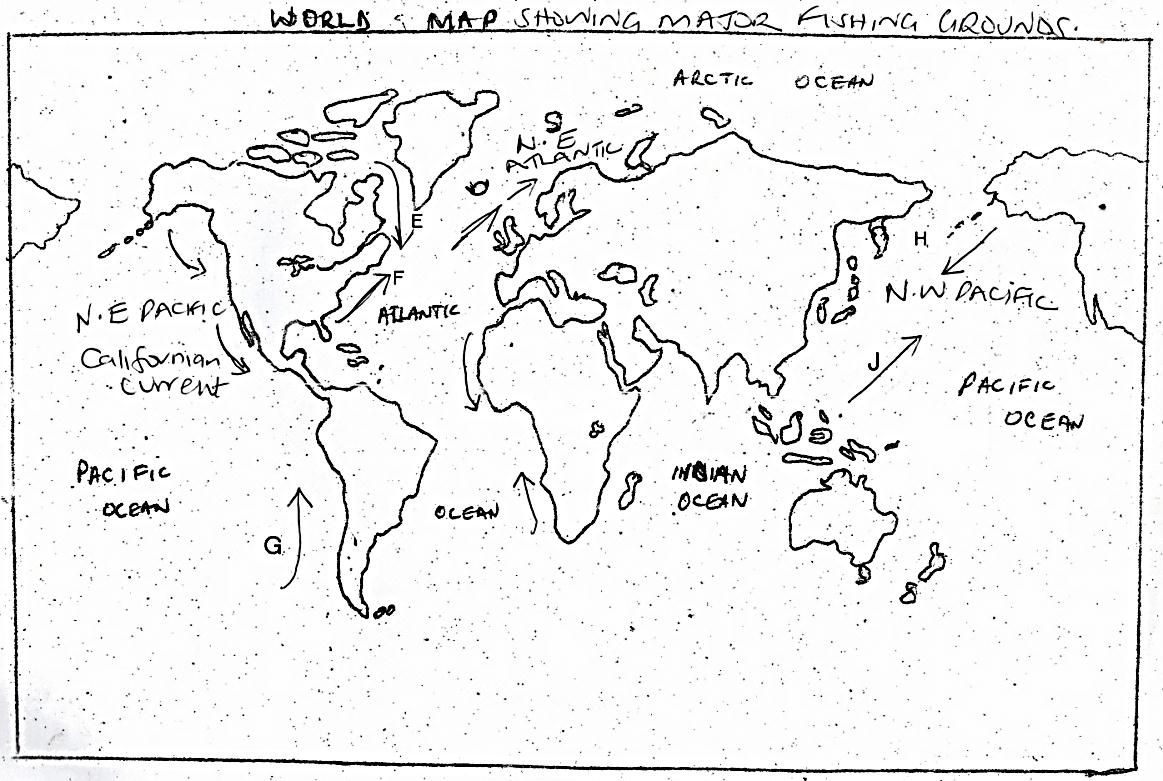 WORLD MAP SHOWING MAJOR FISHING GROUNDS.
ARCTIC OCEAN
N.E
ATLANTIC
E
H
F
N.W PACIFIC
N.E PACIFIC
ATLANTIC
Californian
current
J
PACIFIC
OCEAN
PACIFIC
OCEAN
INDIAN
OCEAN
OCEAN
G